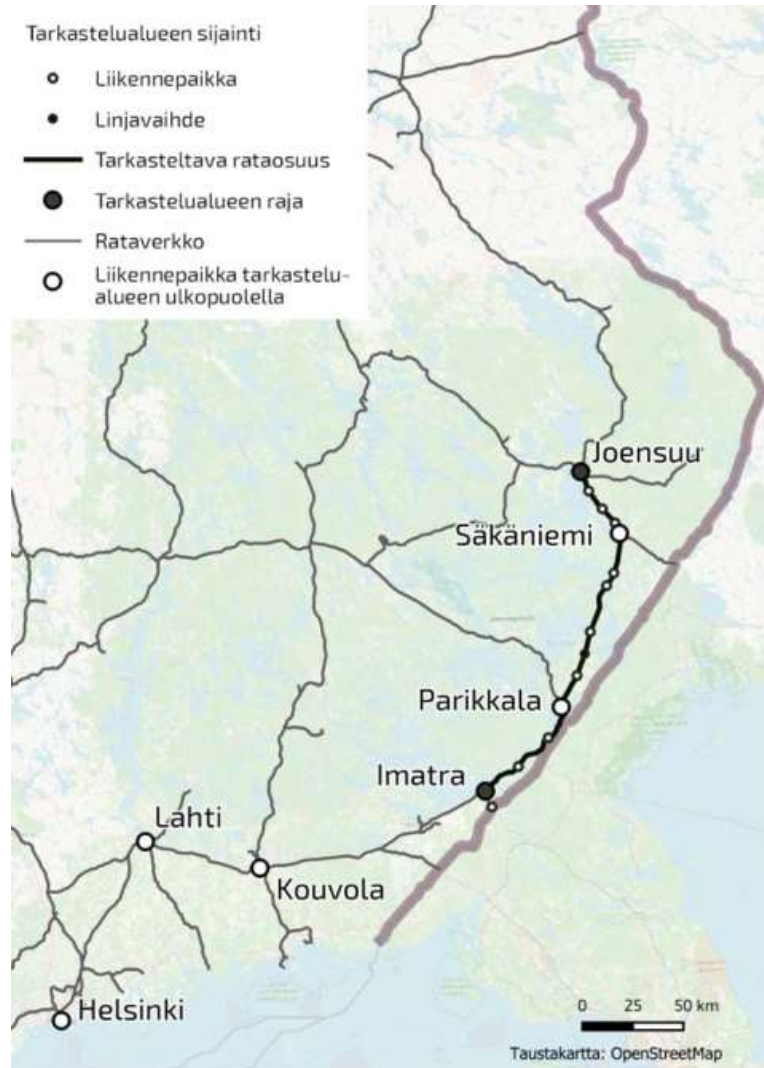 Tarkastelualueen sijainti
Liikennepaikka
Linjavaihde
Tarkasteltava rataosuus
Tarkastelualueen raja
Rataverkko
Liikennepaikka tarkastelu-
alueen ulkopuolella
Joensuu
Säkäniemi
Parikkala
Imatra
Lahti
Kouvola
Helsinki
0 25 50 km
Taustakartta: OpenStreetMap